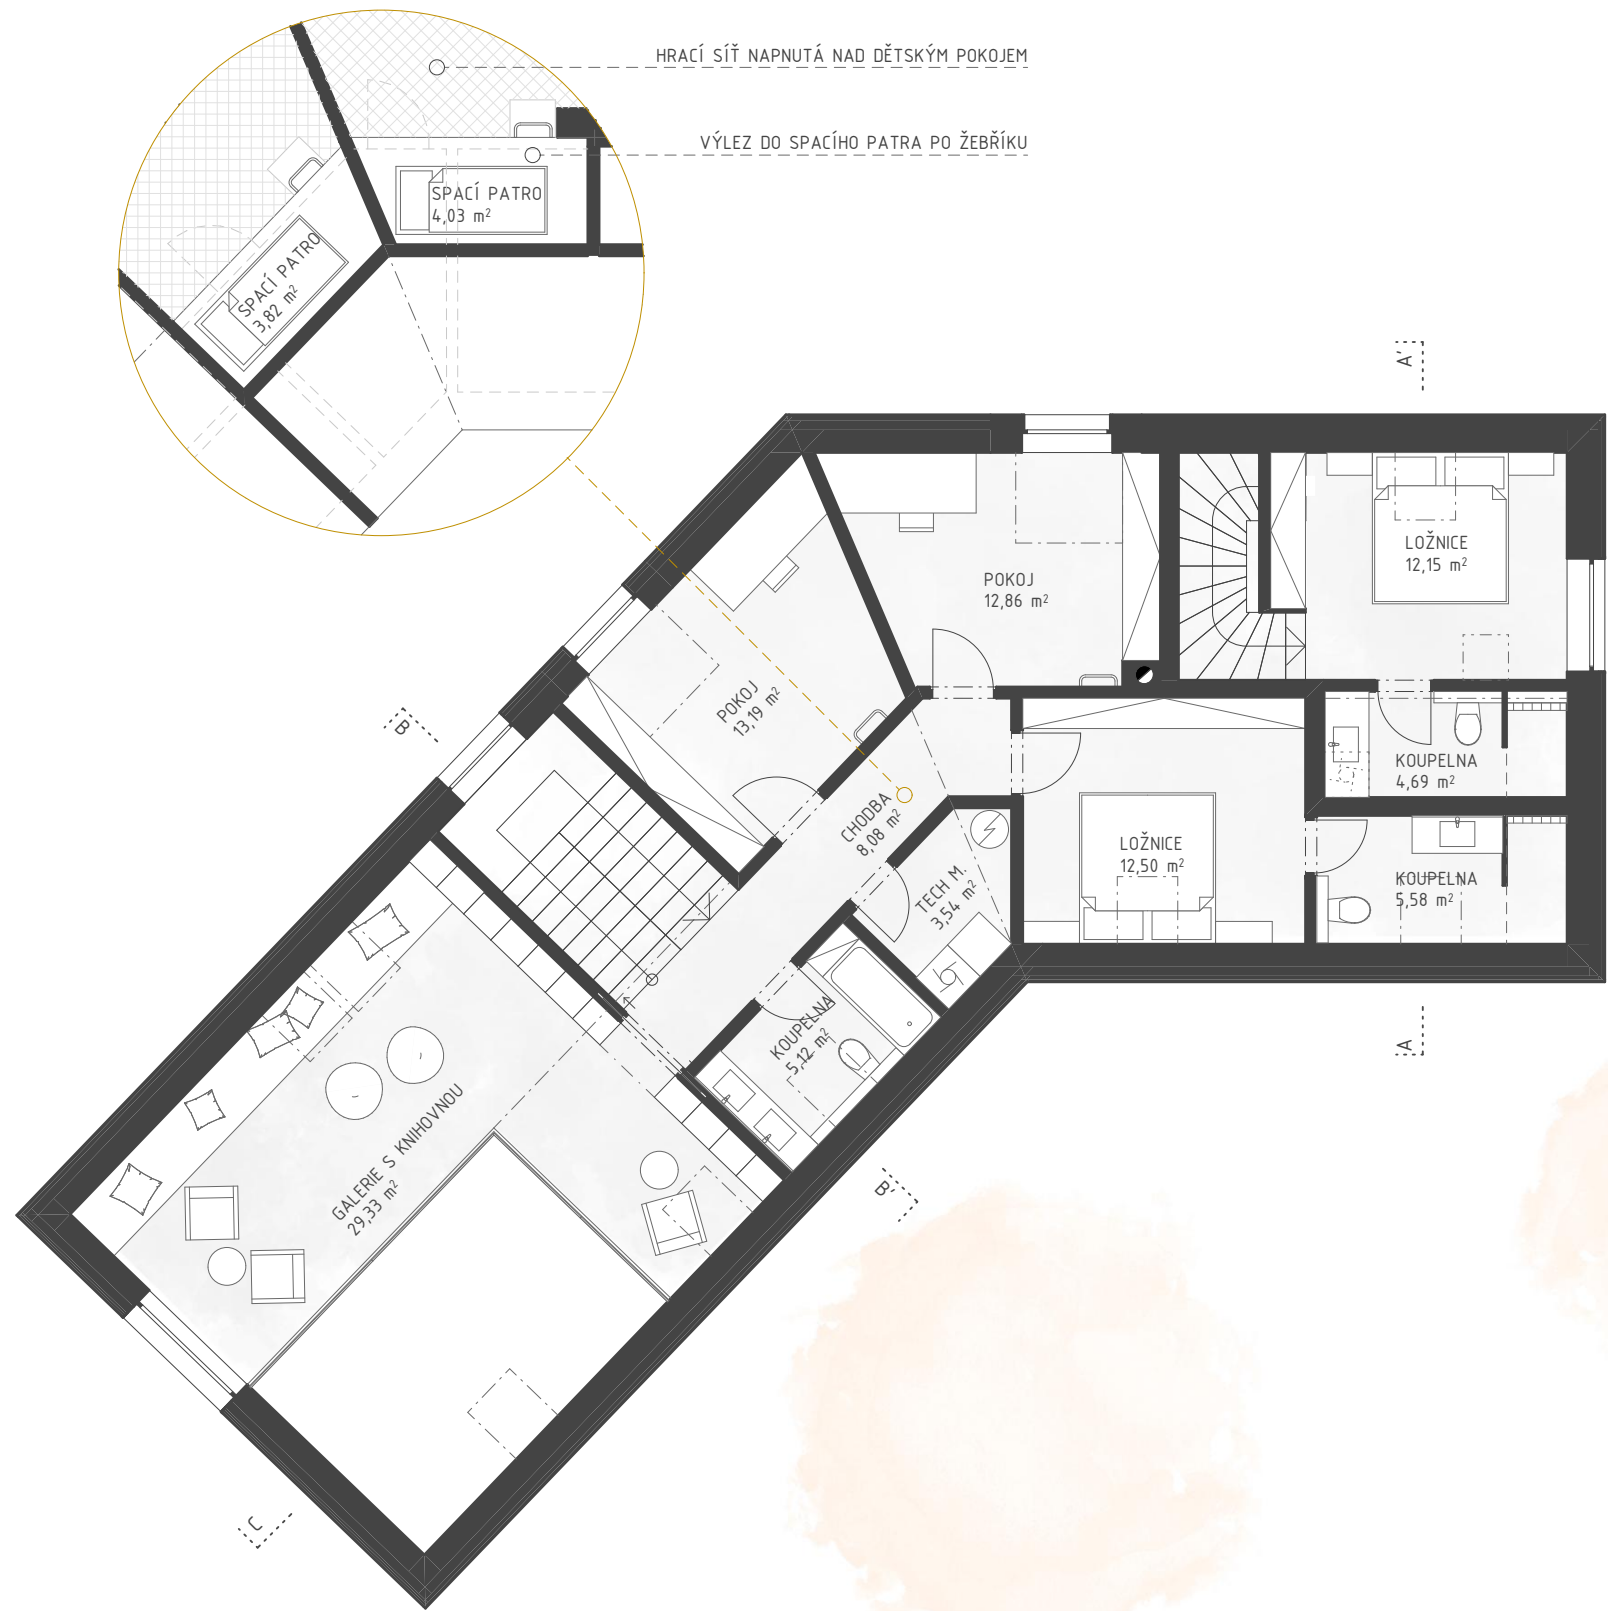 HRACÍ SÍŤ NAPNUTÁ NAD DĚTSKÝM POKOJEM
VÝLEZ DO SPACÍHO PATRA PO ŽEBŘÍKU
SPACÍ PATRO
4,03 m²
SPACÍ PATRO
3,82 m²
A'
LOŽNICE
12,15 m²
POKOJ
12,86 m²
POKOJ
13,19 m²
B
KOUPELNA
4,69 m²
CHODBA
8,08 m²
LOŽNICE
12,50 m²
TECH M.
3,54 m²
KOUPELNA
5,58 m²
KOUPELNA
5,12 m²
A
GALERIE S KNIHOVNOU
29,33 m²
B'
C